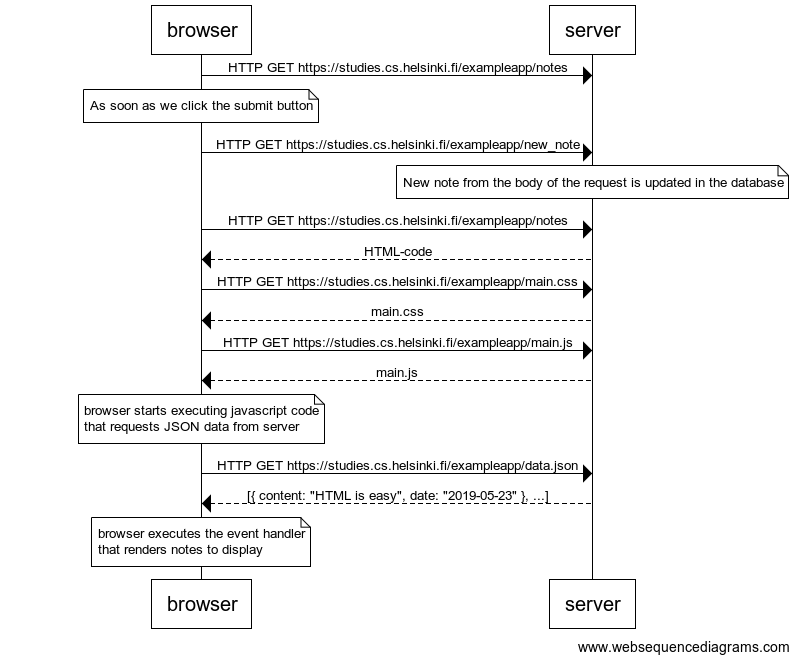 browser server
HTTP GET https://studies.cs.helsinki.fi/exampleapp/notes
As soon as we click the submit button
HTTP GET https://studies.cs.helsinki.fi/exampleapp/new_note
New note from the body of the request is updated in the database
HTTP GET https://studies.cs.helsinki.fi/exampleapp/notes
HTML-code
HTTP GET https://studies.cs.helsinki.fi/exampleapp/main.css
main.css
HTTP GET https://studies.cs.helsinki.fi/exampleapp/main.js
main.js
browser starts executing javascript code
that requests JSON data from server
HTTP GET https://studies.cs.helsinki.fi/exampleapp/data.json
[{ content: "HTML is easy", date: "2019-05-23" }, ...]
browser executes the event handler
that renders notes to display
browser server
www.websequencediagrams.com